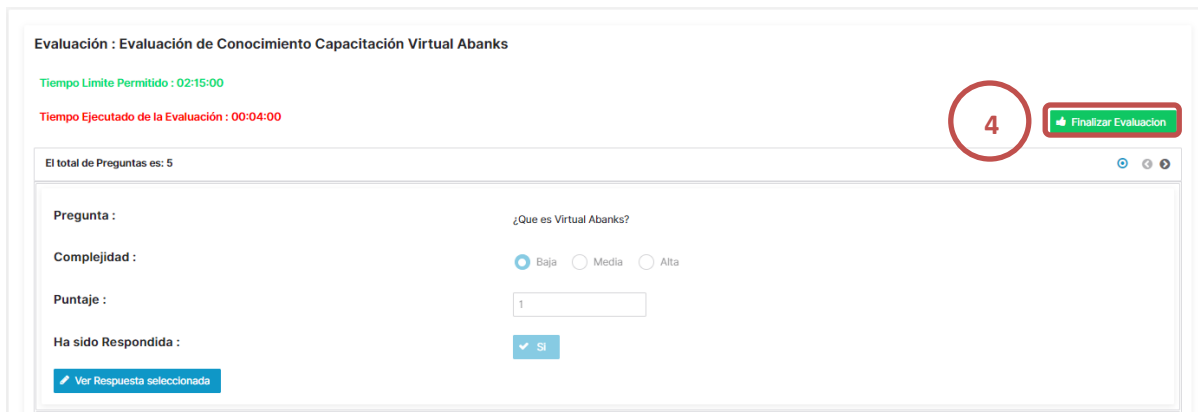 Evaluación : Evaluación de Conocimiento Capacitación Virtual Abanks
Tiempo Limite Permitido : 02:15:00
Tiempo Ejecutado de la Evaluación : 00:04:00
4
Finalizar Evaluacion
El total de Preguntas es: 5
Pregunta :
¿Que es Virtual Abanks?
Complejidad :
Baja Media Alta
Puntaje :
1
Ha sido Respondida :
Si
Ver Respuesta seleccionada